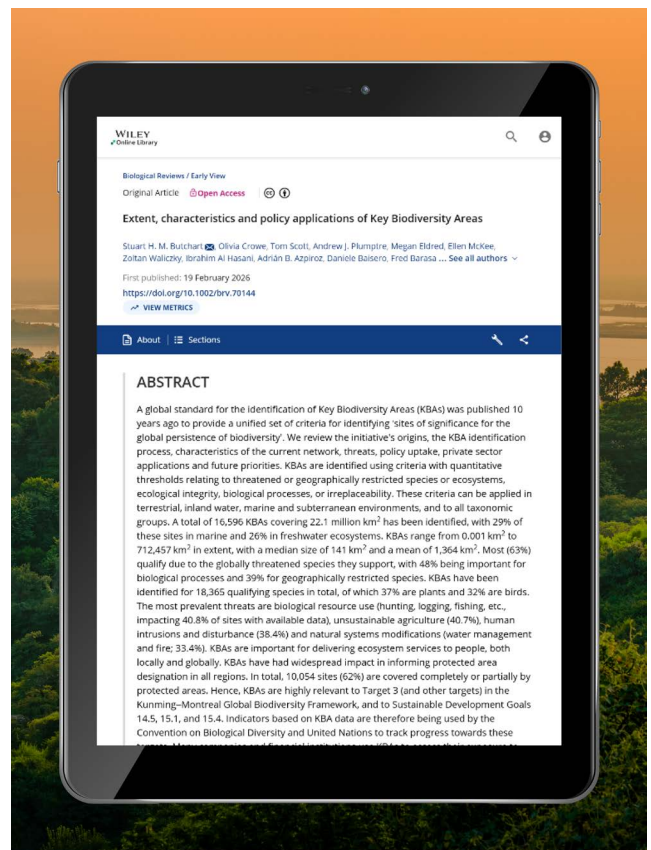 WILEY
Online Library
Biological Reviews / Early View
Original Article Open Access
Extent, characteristics and policy applications of Key Biodiversity Areas
Stuart H. M. Butchart, Olivia Crowe, Tom Scott, Andrew J. Plumptre, Megan Eldred, Ellen McKee,
Zoltan Waliczky, Ibrahim Al Hasani, Adrián B. Azpiroz, Daniele Baisero, Fred Barasa ... See all authors
First published: 19 February 2026
https://doi.org/10.1002/brv.70144
VIEW METRICS
About | Sections
ABSTRACT
A global standard for the identification of Key Biodiversity Areas (KBAs) was published 10
years ago to provide a unified set of criteria for identifying 'sites of significance for the
global persistence of biodiversity'. We review the initiative's origins, the KBA identification
process, characteristics of the current network, threats, policy uptake, private sector
applications and future priorities. KBAs are identified using criteria with quantitative
thresholds relating to threatened or geographically restricted species or ecosystems,
ecological integrity, biological processes, or irreplaceability. These criteria can be applied in
terrestrial, inland water, marine and subterranean environments, and to all taxonomic
groups. A total of 16,596 KBAs covering 22.1 million km² has been identified, with 29% of
these sites in marine and 26% in freshwater ecosystems. KBAs range from 0.001 km² to
712,457 km² in extent, with a median size of 141 km² and a mean of 1,364 km². Most (63%)
qualify due to the globally threatened species they support, with 48% being important for
biological processes and 39% for geographically restricted species. KBAs have been
identified for 18,365 qualifying species in total, of which 37% are plants and 32% are birds.
The most prevalent threats are biological resource use (hunting, logging, fishing, etc.,
impacting 40.8% of sites with available data), unsustainable agriculture (40.7%), human
intrusions and disturbance (38.4%) and natural systems modifications (water management
and fire; 33.4%). KBAs are important for delivering ecosystem services to people, both
locally and globally. KBAs have had widespread impact in informing protected area
designation in all regions. In total, 10,054 sites (62%) are covered completely or partially by
protected areas. Hence, KBAs are highly relevant to Target 3 (and other targets) in the
Kunming–Montreal Global Biodiversity Framework, and to Sustainable Development Goals
14.5, 15.1, and 15.4. Indicators based on KBA data are therefore being used by the
Convention on Biological Diversity and United Nations to track progress towards these